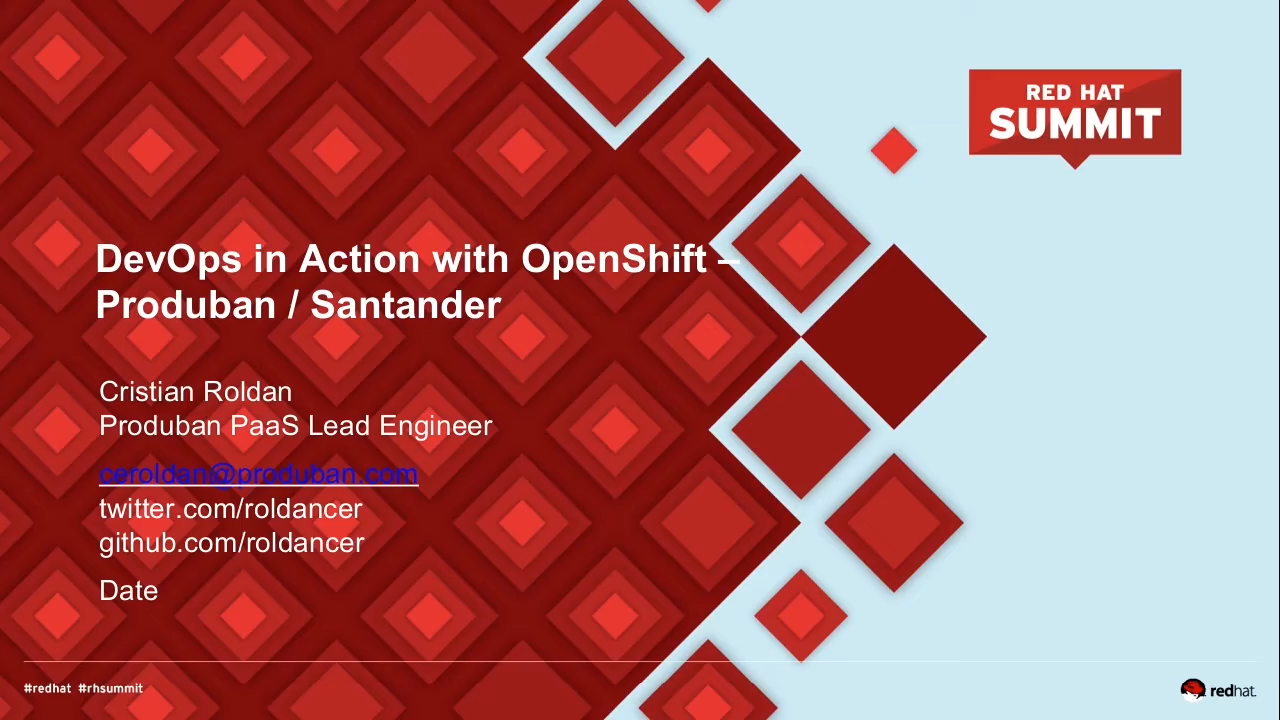 RED HAT
SUMMIT
DevOps in Action with OpenShift –
Produban / Santander
Cristian Roldan
Produban PaaS Lead Engineer
ceroldan@produban.com
twitter.com/roldancer
github.com/roldancer
Date
#redhat #rhsummit
redhat.